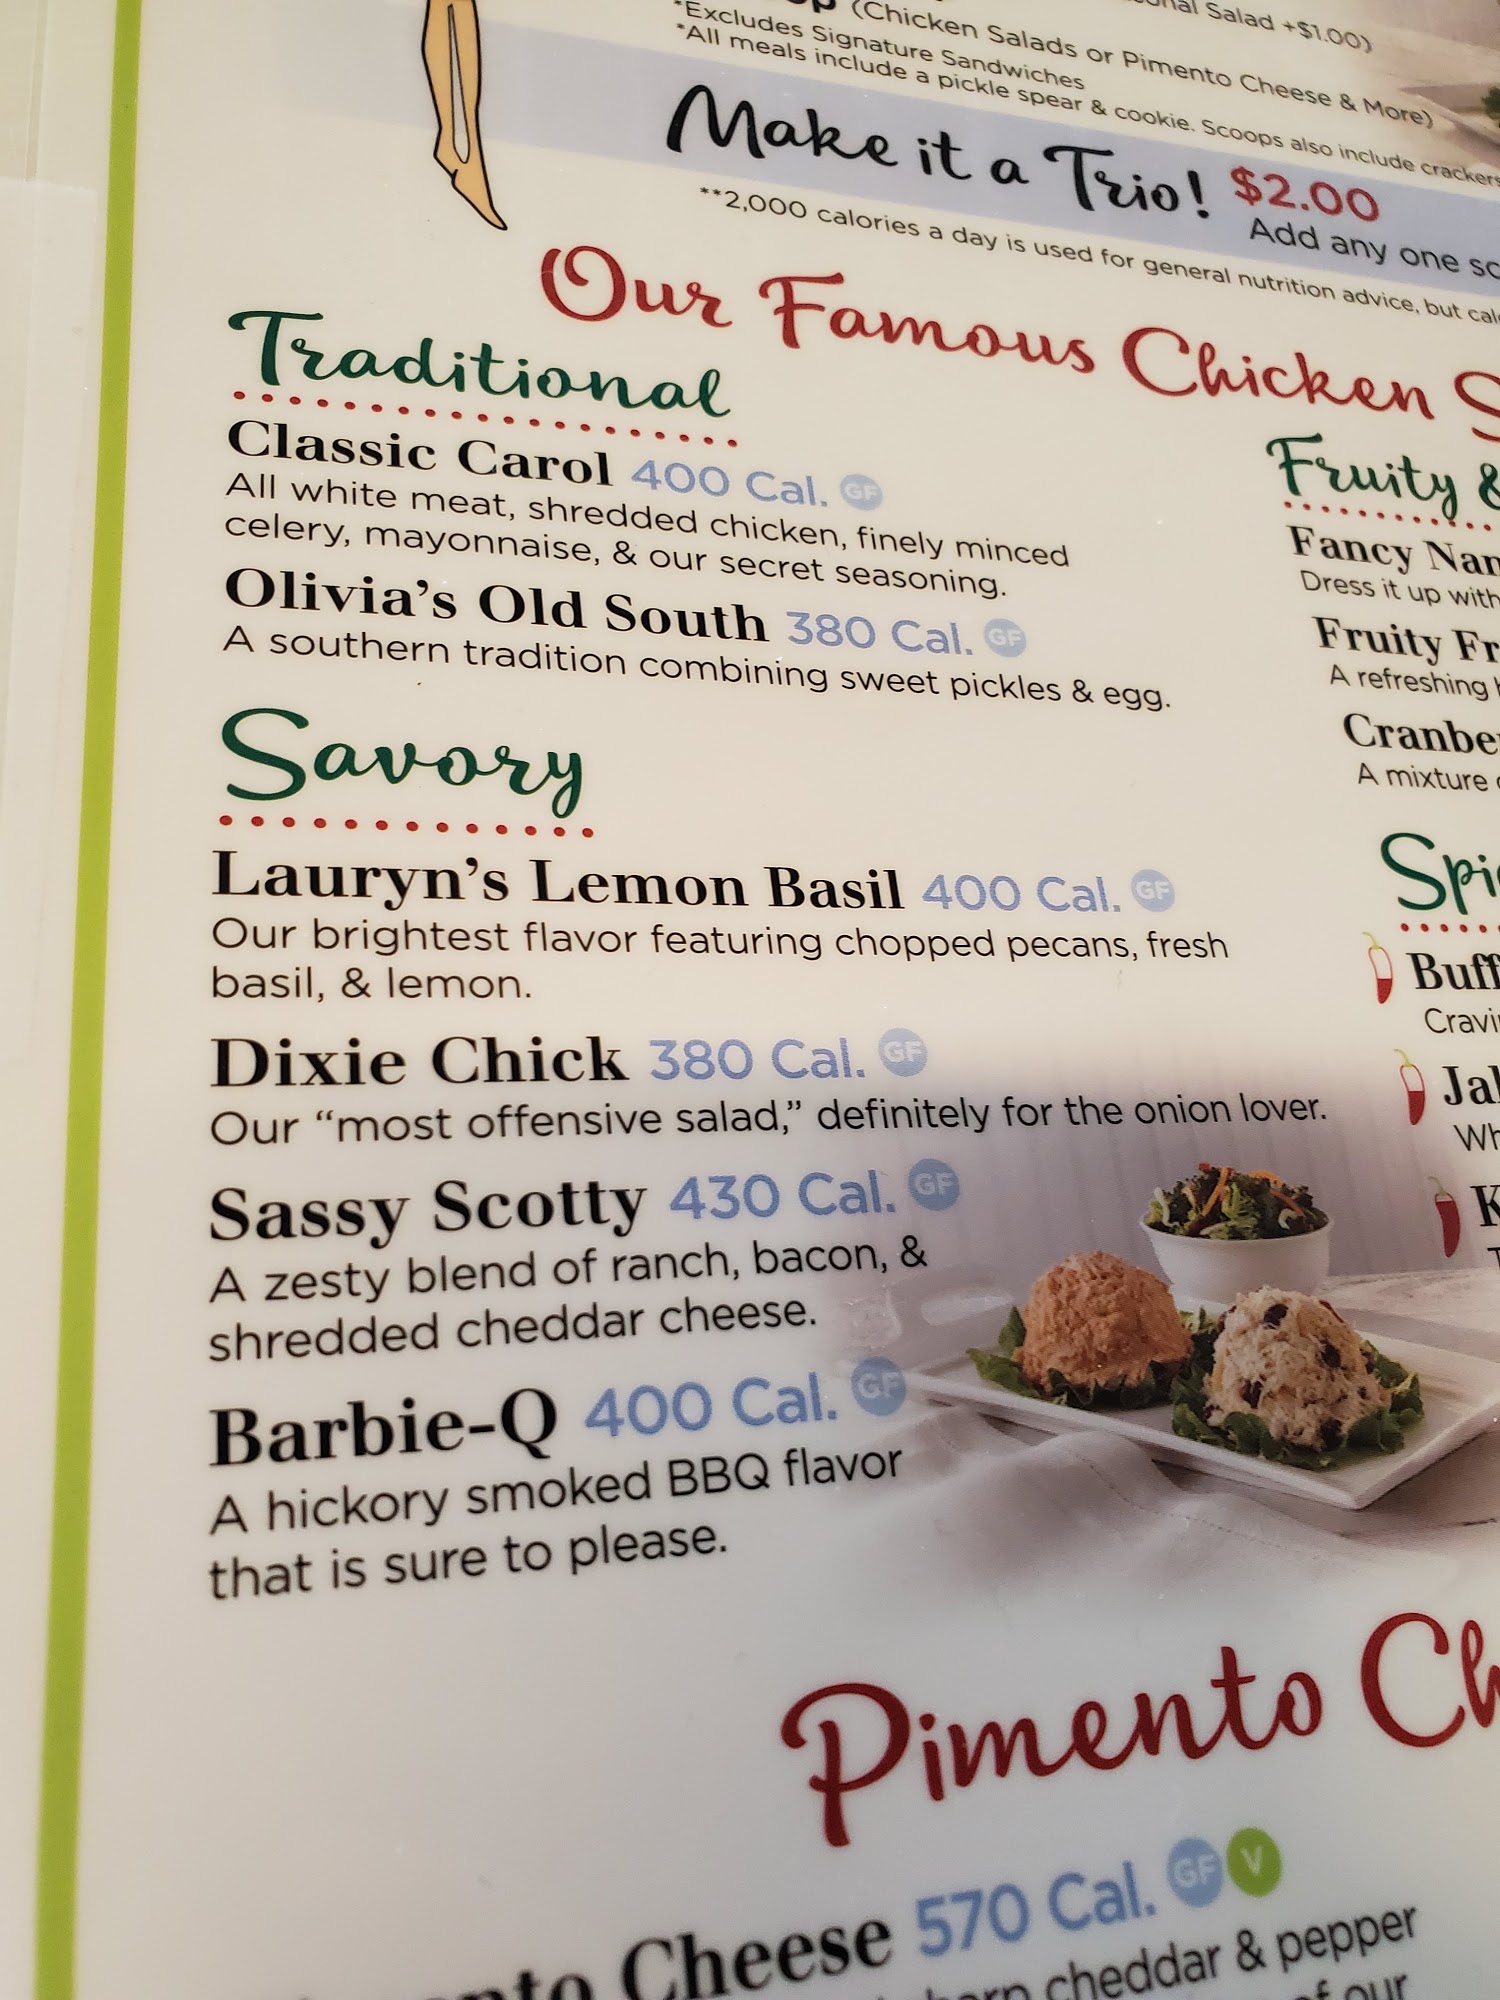 (Chicken Salads or Pimento Cheese & More)
Salad +$1.00)
*Excludes Signature Sandwiches
*All meals include a pickle spear & cookie. Scoops also include crackers
Make it a Trio! $2.00
Add any one
**2,000 calories a day is used for general nutrition advice, but
Our Famous Chicken
Traditional
Classic Carol 400 Cal. GF
All white meat, shredded chicken, finely minced
celery, mayonnaise, & our secret seasoning.
Olivia's Old South 380 Cal. GF
A southern tradition combining sweet pickles & egg.
Savory
Lauryn's Lemon Basil 400 Cal. GF
Our brightest flavor featuring chopped pecans, fresh
basil, & lemon.
Dixie Chick 380 Cal. GF
Our “most offensive salad,” definitely for the onion lover.
Sassy Scotty 430 Cal. GF
A zesty blend of ranch, bacon, &
shredded cheddar cheese.
Barbie-Q 400 Cal. GF
A hickory smoked BBQ flavor
that is sure to please.
Fruity &
Fancy
Dress it up with
Fruity
A refreshing
A mixture
Pimento
Cheese 570 Cal. GF V
cheddar & pepper
of our